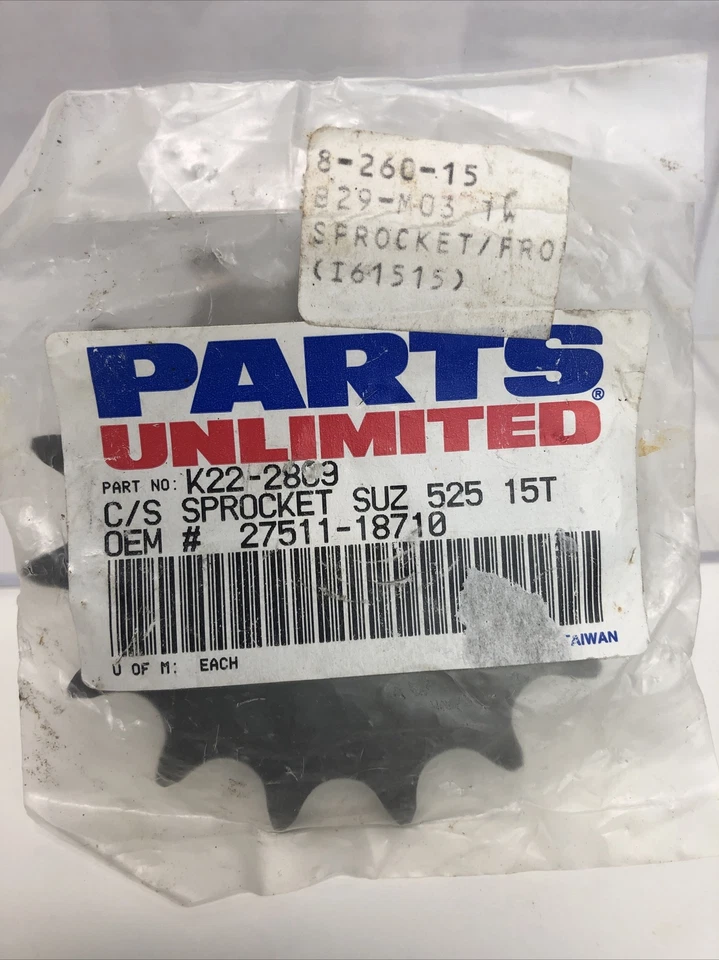 8-260-15
829-M03 TW
SPROCKET/FRO
(I61515)
PARTS
UNLIMITED®
PART NO: K22-2809
C/S SPROCKET SUZ 525 15T
OEM # 27511-18710
TAIWAN
U OF M: EACH